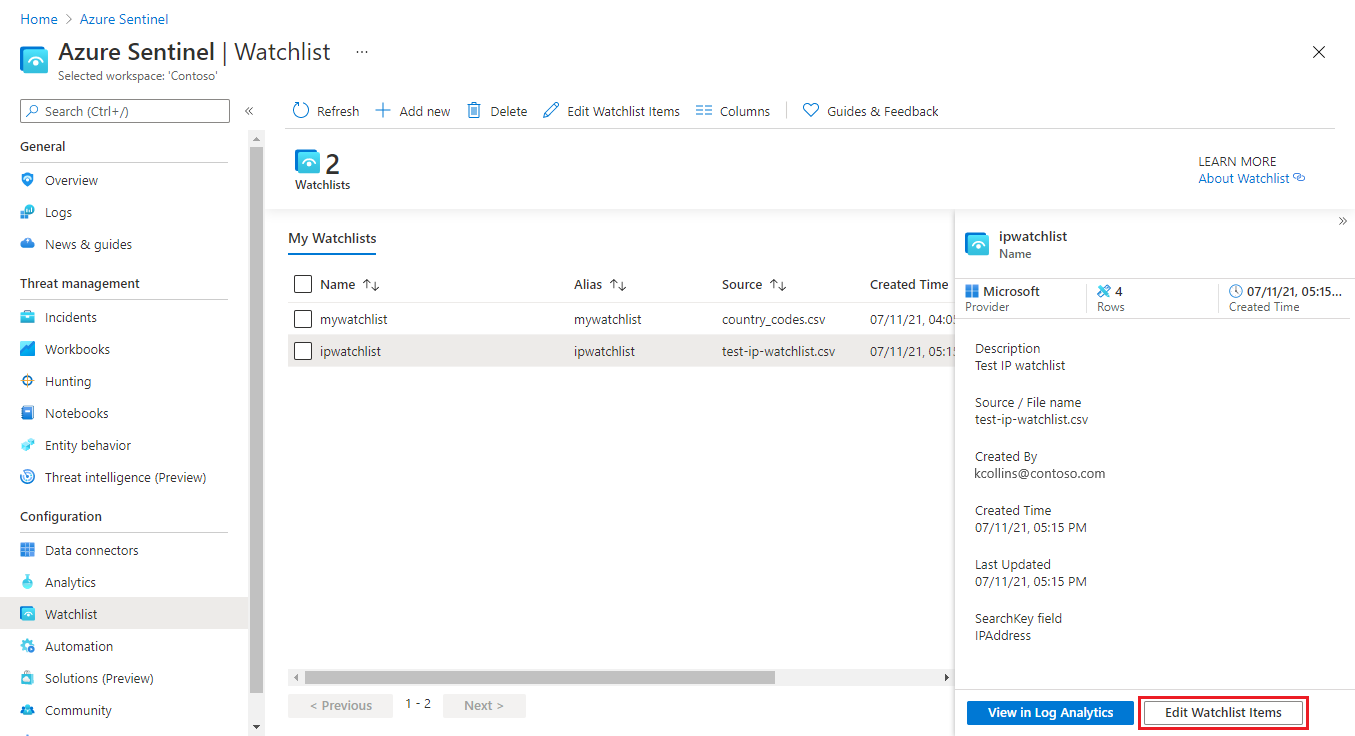 Home > Azure Sentinel
Azure Sentinel | Watchlist ...
Selected workspace: 'Contoso'
Search (Ctrl+/)
«
General
Overview
Logs
News & guides
Threat management
Incidents
Workbooks
Hunting
Notebooks
Entity behavior
Threat intelligence (Preview)
Configuration
Data connectors
Analytics
Watchlist
Automation
Solutions (Preview)
Community
Refresh Add new Delete Edit Watchlist Items Columns Guides & Feedback
2
Watchlists
LEARN MORE
About Watchlist
My Watchlists
Name Alias Source Created Time
mywatchlist mywatchlist country_codes.csv 07/11/21, 04:05
ipwatchlist ipwatchlist test-ip-watchlist.csv 07/11/21, 05:15
< Previous 1 - 2 Next >
»
ipwatchlist
Name
Microsoft 4 07/11/21, 05:15...
Provider Rows Created Time
Description
Test IP watchlist
Source / File name
test-ip-watchlist.csv
Created By
kcollins@contoso.com
Created Time
07/11/21, 05:15 PM
Last Updated
07/11/21, 05:15 PM
SearchKey field
IPAddress
View in Log Analytics Edit Watchlist Items